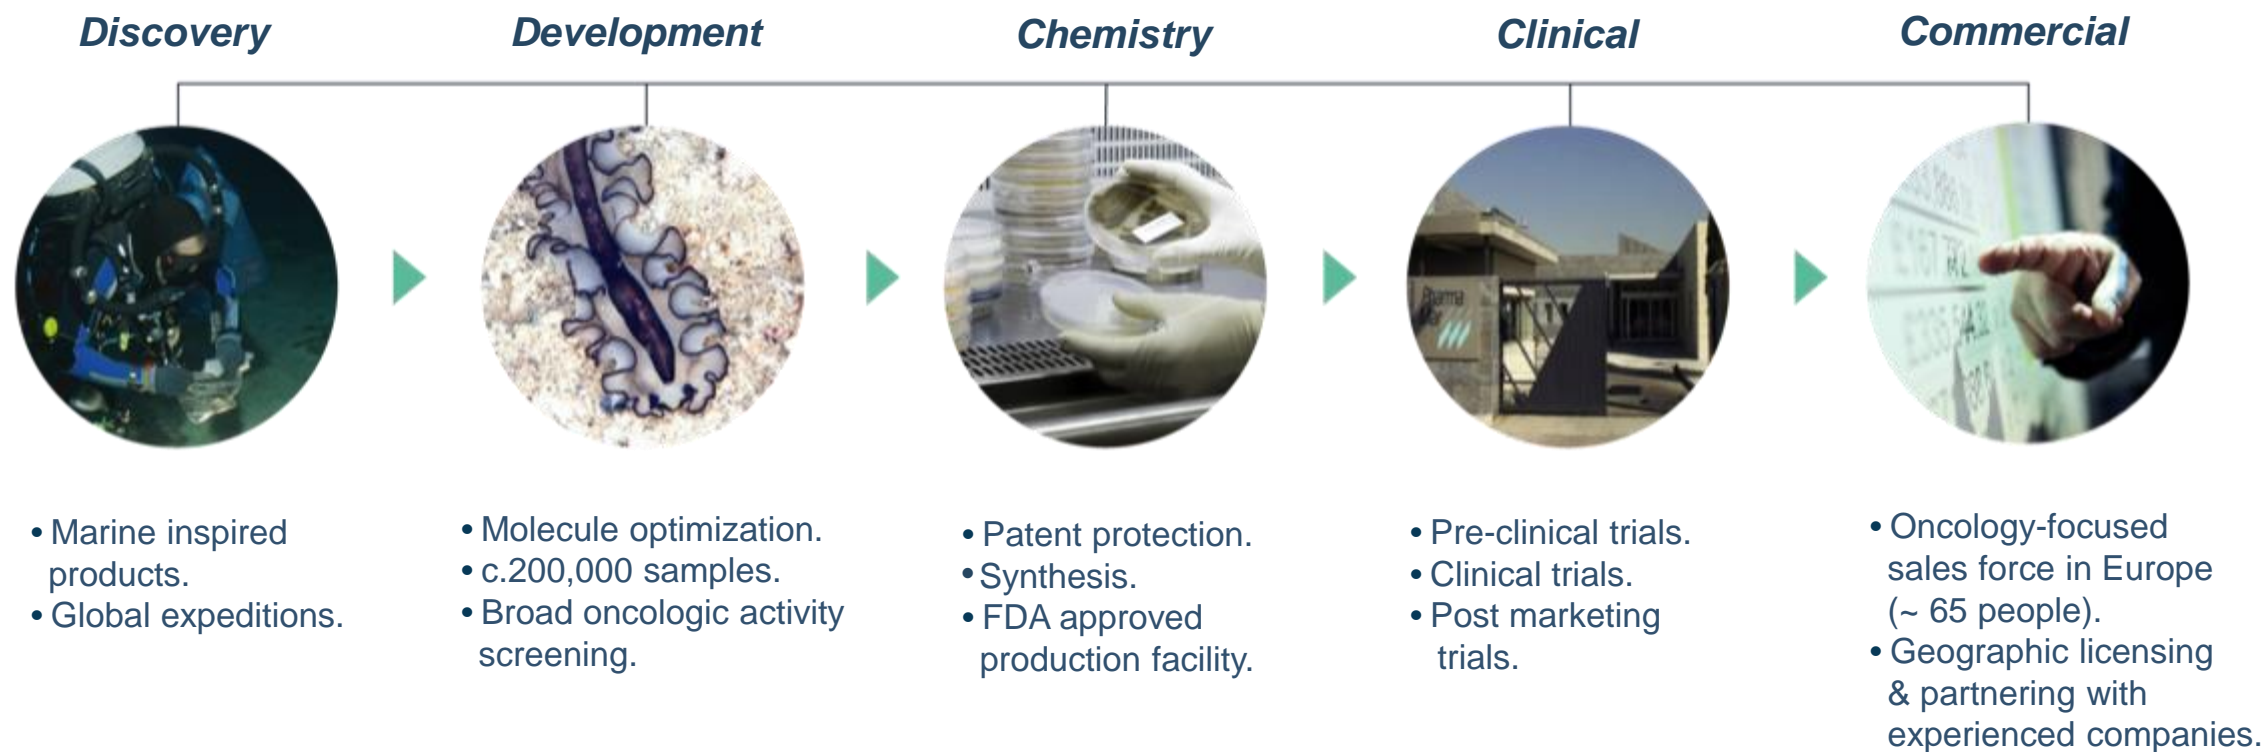 Discovery
Development
Chemistry
Clinical
Commercial
Pharma
Mar
• Marine inspired
products.
• Global expeditions.
• Molecule optimization.
• c.200,000 samples.
• Broad oncologic activity
screening.
• Patent protection.
• Synthesis.
• FDA approved
production facility.
• Pre-clinical trials.
• Clinical trials.
• Post marketing
trials.
• Oncology-focused
sales force in Europe
(~ 65 people).
• Geographic licensing
& partnering with
experienced companies.